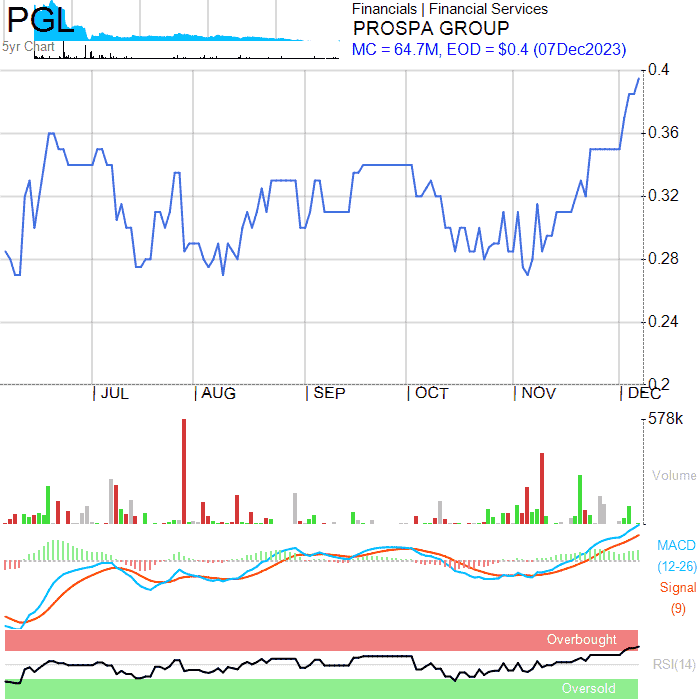 PGL
5yr Chart
Financials | Financial Services
PROSPA GROUP
MC = 64.7M, EOD = $0.4 (07Dec2023)
0.4
0.36
0.32
0.28
0.24
0.2
JUL AUG SEP OCT NOV DEC
578k
Volume
MACD
(12-26)
Signal
(9)
Overbought
RSI(14)
Oversold